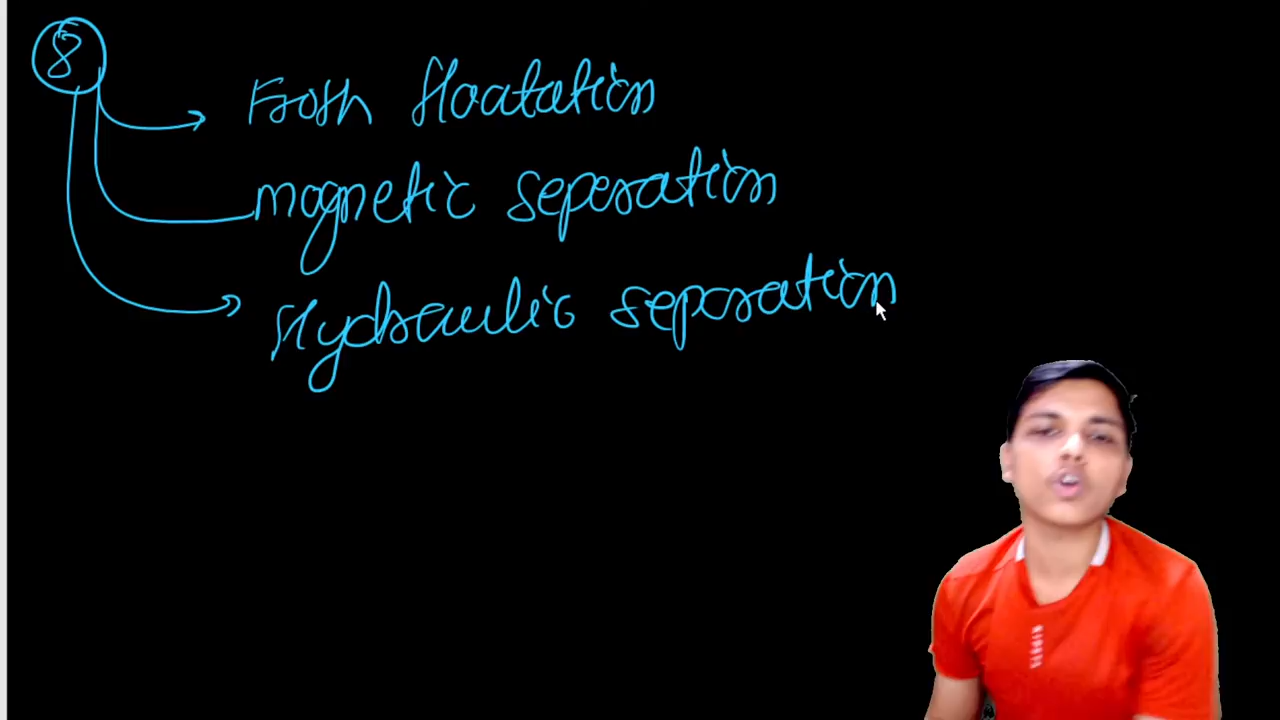 8
Froth floatation
magnetic seperation
Hydraulic seperation